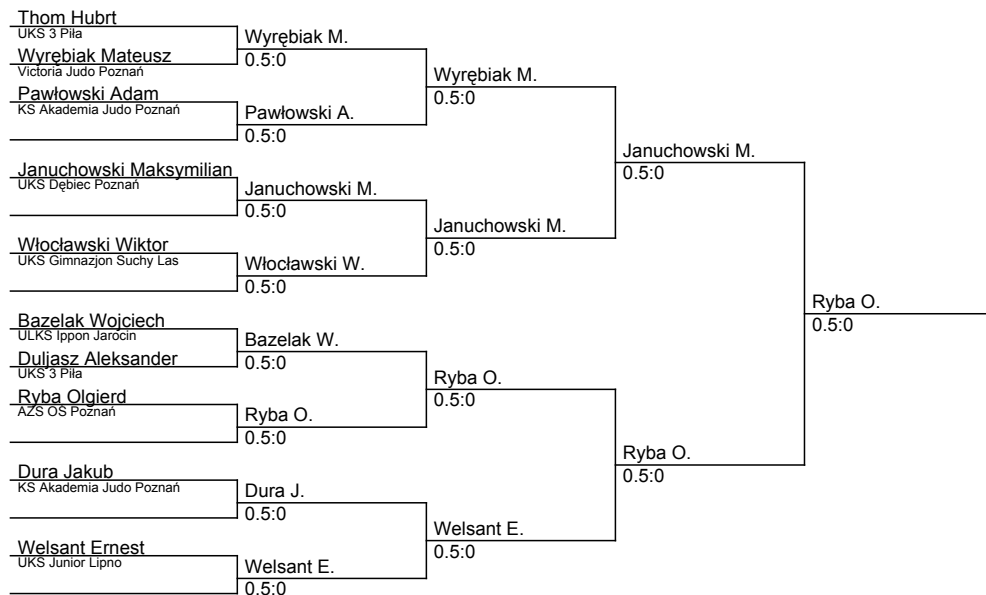 Thom Hubrt
UKS 3 Piła
Wyrębiak Mateusz
Victoria Judo Poznań
Pawłowski Adam
KS Akademia Judo Poznań
Januchowski Maksymilian
UKS Dębiec Poznań
Włocławski Wiktor
UKS Gimnazjon Suchy Las
Bazelak Wojciech
ULKS Ippon Jarocin
Duljasz Aleksander
UKS 3 Piła
Ryba Olgierd
AZS OŚ Poznań
Dura Jakub
KS Akademia Judo Poznań
Welsant Ernest
UKS Junior Lipno
Wyrębiak M.
0.5:0
Pawłowski A.
0.5:0
Januchowski M.
0.5:0
Włocławski W.
0.5:0
Bazelak W.
0.5:0
Ryba O.
0.5:0
Dura J.
0.5:0
Welsant E.
0.5:0
Wyrębiak M.
0.5:0
Januchowski M.
0.5:0
Ryba O.
0.5:0
Welsant E.
0.5:0
Januchowski M.
0.5:0
Ryba O.
0.5:0
Ryba O.
0.5:0